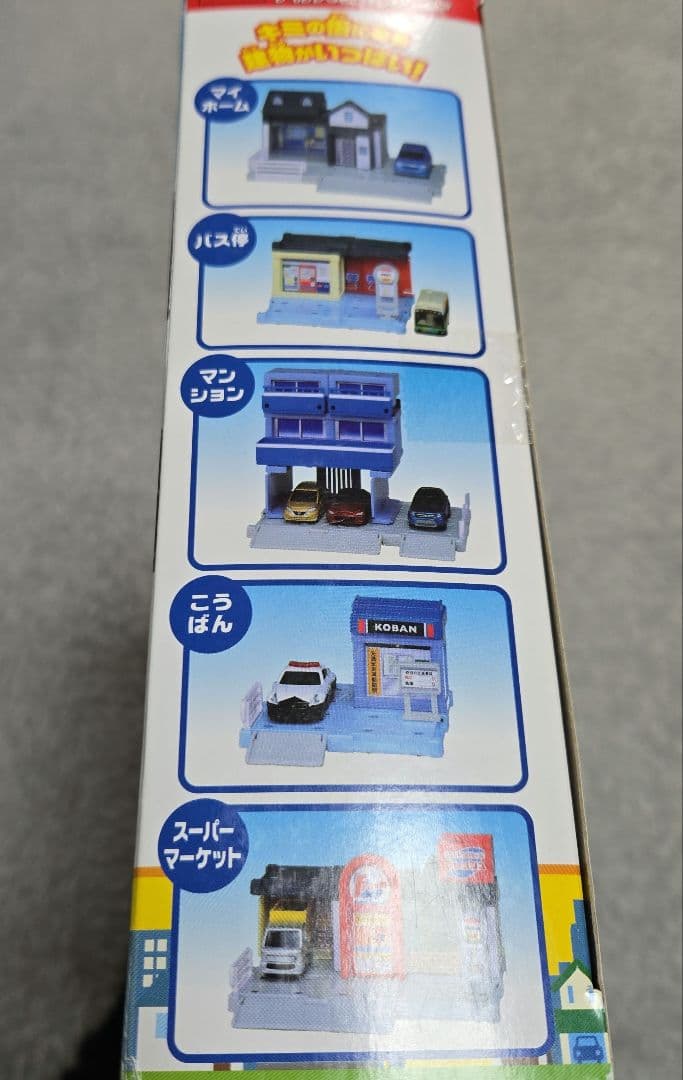 キミの街に
建物がいっぱい!
マイ
ホーム
てい
バス停
マン
ション
こう
ばん
KOBAN
スーパー
マーケット